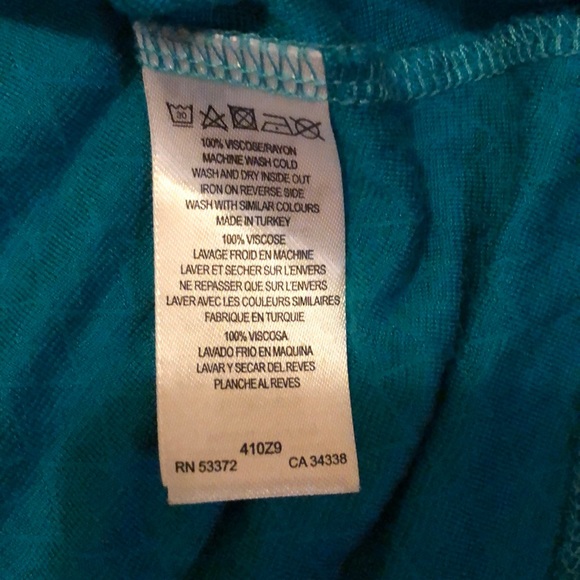 30
100% VISCOSE/RAYON
MACHINE WASH COLD
WASH AND DRY INSIDE OUT
IRON ON REVERSE SIDE
WASH WITH SIMILAR COLOURS
MADE IN TURKEY
100% VISCOSE
LAVAGE FROID EN MACHINE
LAVER ET SECHER SUR L'ENVERS
NE REPASSER QUE SUR L'ENVERS
LAVER AVEC LES COULEURS SIMILAIRES
FABRIQUE EN TURQUIE
100% VISCOSA
LAVADO FRIO EN MAQUINA
LAVAR Y SECAR DEL REVES
PLANCHE AL REVES
410Z9
RN 53372 CA 34338